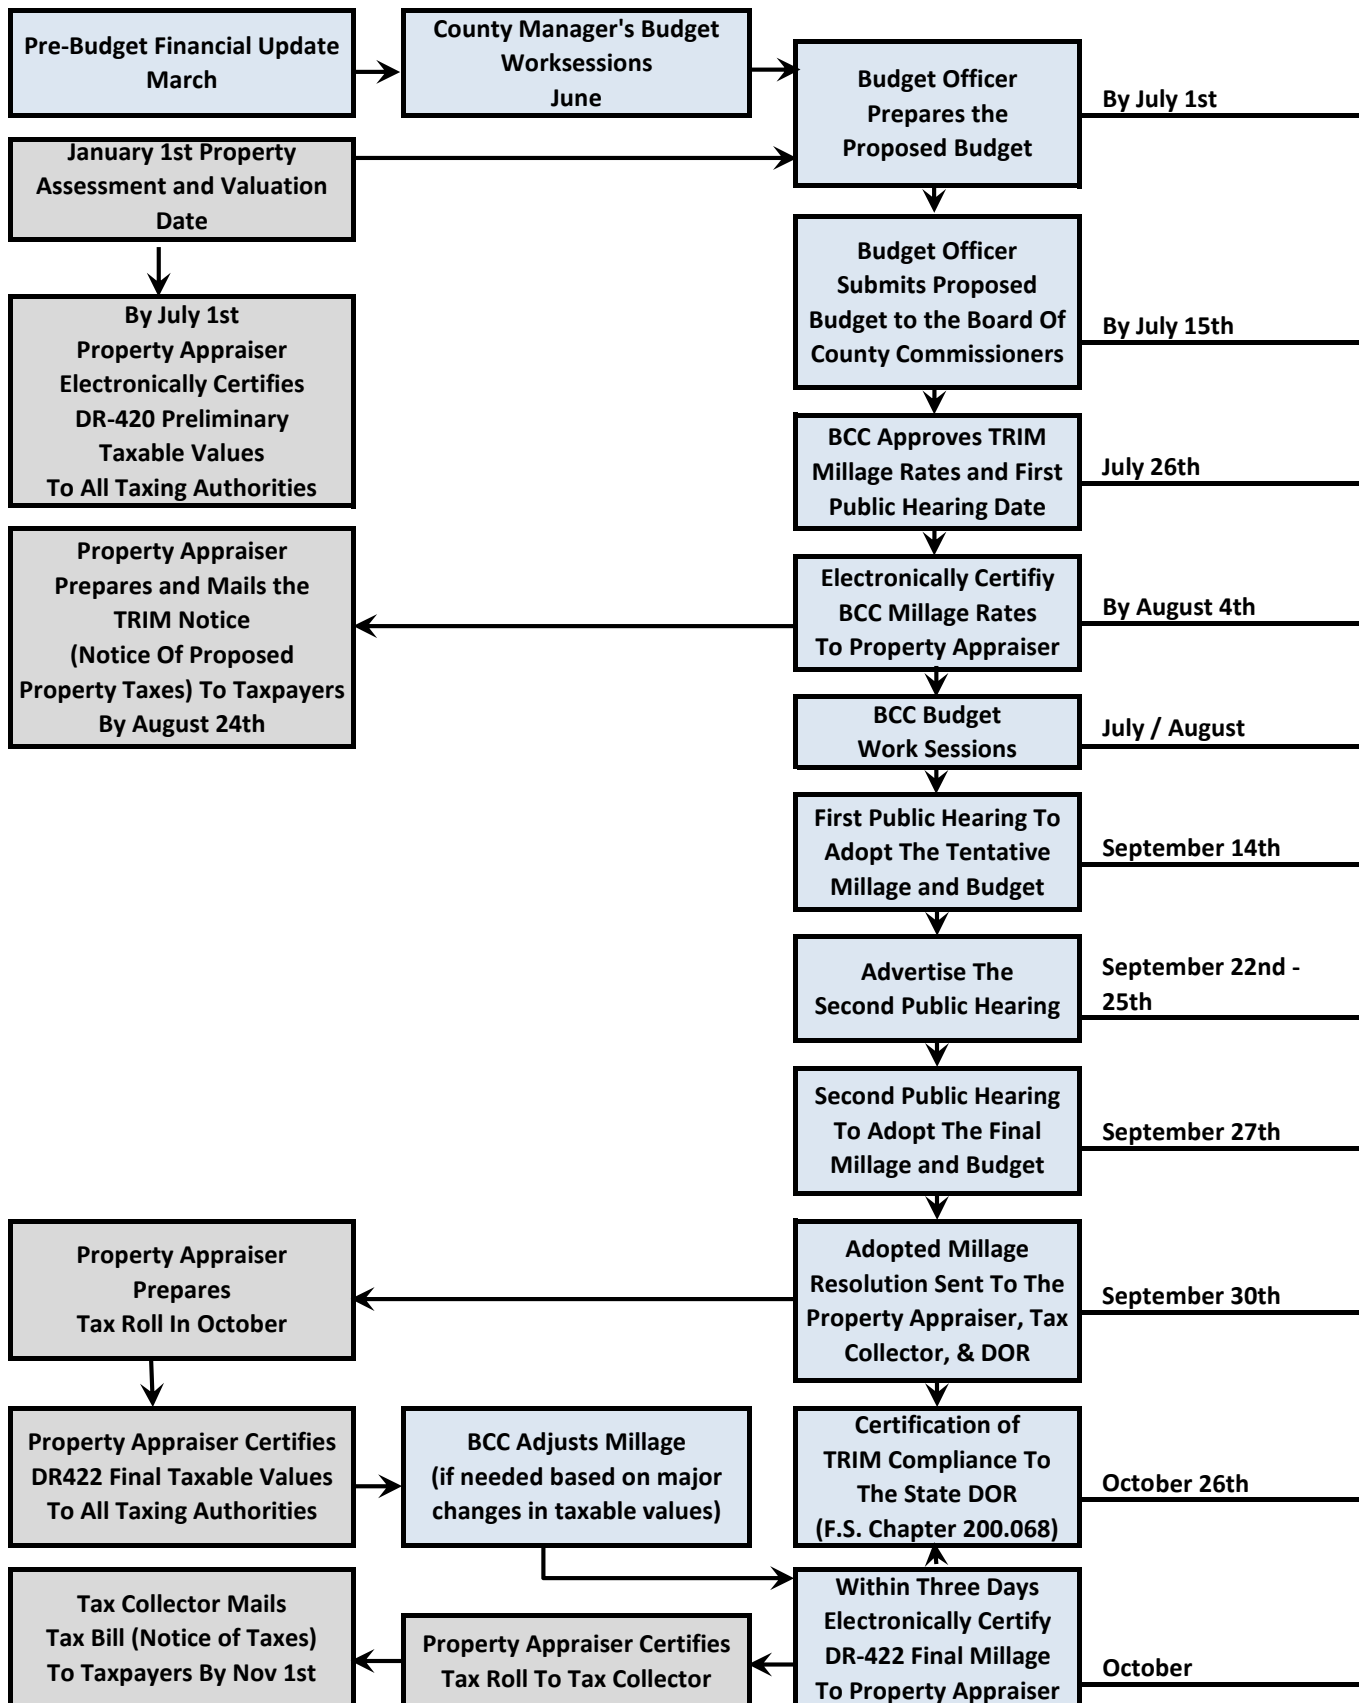 Pre-Budget Financial Update
March
County Manager's Budget
Worksessions
June
Budget Officer
Prepares the
Proposed Budget
By July 1st
January 1st Property
Assessment and Valuation
Date
Budget Officer
Submits Proposed
Budget to the Board Of
County Commissioners
By July 15th
By July 1st
Property Appraiser
Electronically Certifies
DR-420 Preliminary
Taxable Values
To All Taxing Authorities
BCC Approves TRIM
Millage Rates and First
Public Hearing Date
July 26th
Property Appraiser
Prepares and Mails the
TRIM Notice
(Notice Of Proposed
Property Taxes) To Taxpayers
By August 24th
Electronically Certifiy
BCC Millage Rates
To Property Appraiser
By August 4th
BCC Budget
Work Sessions
July / August
First Public Hearing To
Adopt The Tentative
Millage and Budget
September 14th
Advertise The
Second Public Hearing
September 22nd -
25th
Second Public Hearing
To Adopt The Final
Millage and Budget
September 27th
Property Appraiser
Prepares
Tax Roll In October
Adopted Millage
Resolution Sent To The
Property Appraiser, Tax
Collector, & DOR
September 30th
Property Appraiser Certifies
DR422 Final Taxable Values
To All Taxing Authorities
BCC Adjusts Millage
(if needed based on major
changes in taxable values)
Certification of
TRIM Compliance To
The State DOR
(F.S. Chapter 200.068)
October 26th
Tax Collector Mails
Tax Bill (Notice of Taxes)
To Taxpayers By Nov 1st
Property Appraiser Certifies
Tax Roll To Tax Collector
Within Three Days
Electronically Certify
DR-422 Final Millage
To Property Appraiser
October